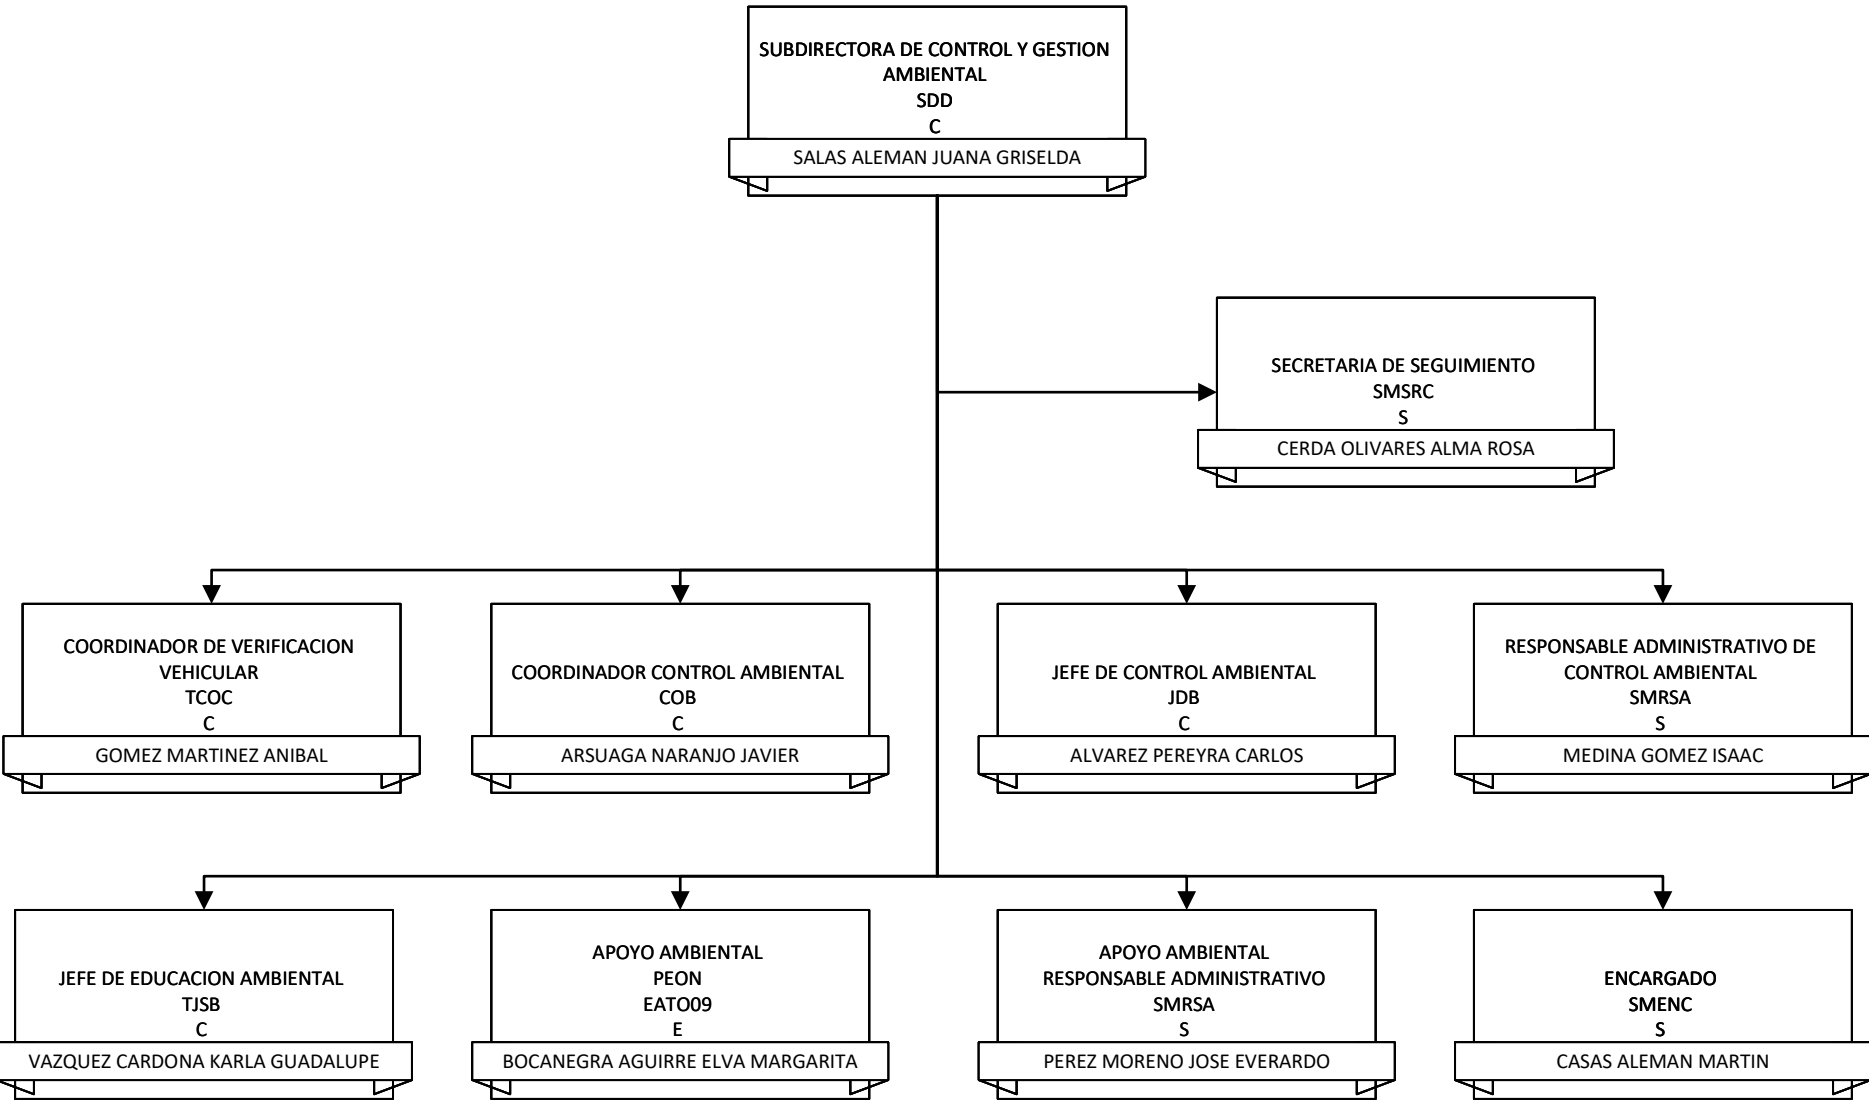 SUBDIRECTORA DE CONTROL Y GESTION
AMBIENTAL
SDD
C
SALAS ALEMAN JUANA GRISELDA
SECRETARIA DE SEGUIMIENTO
SMSRC
S
CERDA OLIVARES ALMA ROSA
COORDINADOR DE VERIFICACION
VEHICULAR
TCOC
C
GOMEZ MARTINEZ ANIBAL
COORDINADOR CONTROL AMBIENTAL
COB
C
ARSUAGA NARANJO JAVIER
JEFE DE CONTROL AMBIENTAL
JDB
C
ALVAREZ PEREYRA CARLOS
RESPONSABLE ADMINISTRATIVO DE
CONTROL AMBIENTAL
SMRSA
S
MEDINA GOMEZ ISAAC
JEFE DE EDUCACION AMBIENTAL
TJSB
C
VAZQUEZ CARDONA KARLA GUADALUPE
APOYO AMBIENTAL
PEON
EATO09
E
BOCANEGRA AGUIRRE ELVA MARGARITA
APOYO AMBIENTAL
RESPONSABLE ADMINISTRATIVO
SMRSA
S
PEREZ MORENO JOSE EVERARDO
ENCARGADO
SMENC
S
CASAS ALEMAN MARTIN